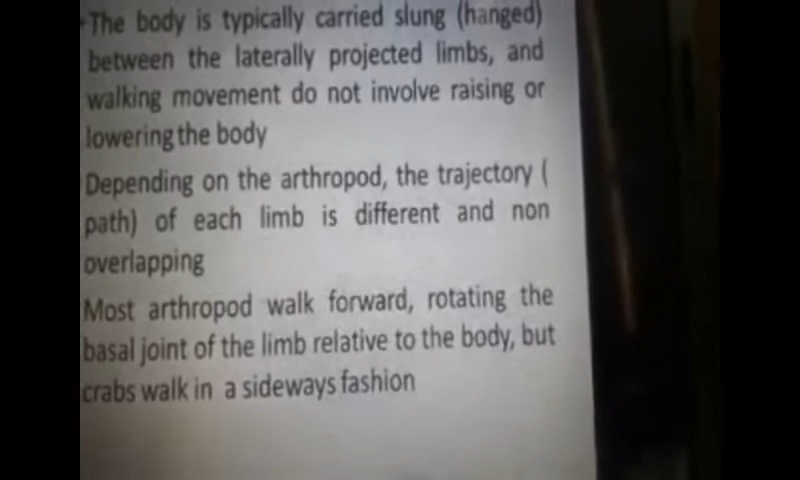 The body is typically carried slung (hanged)
between the laterally projected limbs, and
walking movement do not involve raising or
lowering the body
Depending on the arthropod, the trajectory (
path) of each limb is different and non
overlapping
Most arthropod walk forward, rotating the
basal joint of the limb relative to the body, but
crabs walk in a sideways fashion